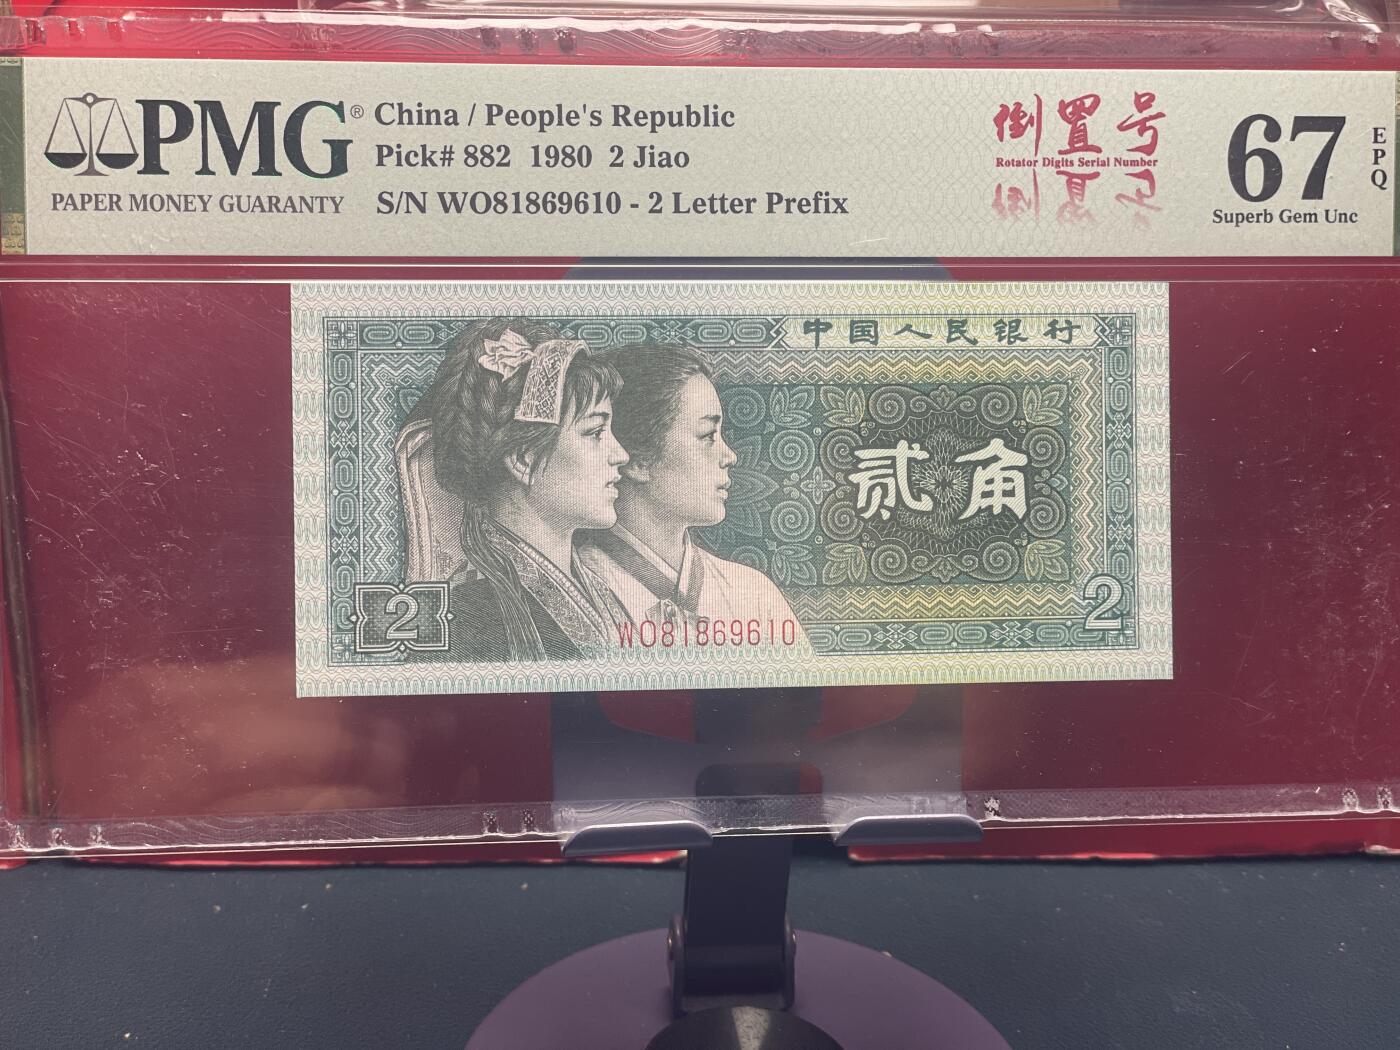 PMG® China / People's Republic
Pick# 882 1980 2 Jiao
PAPER MONEY GUARANTY S/N WO81869610 - 2 Letter Prefix
倒置号
Rotator Digits Serial Number
67 EPQ
Superb Gem Unc
中国人民银行
贰角
2 2
WO81869610